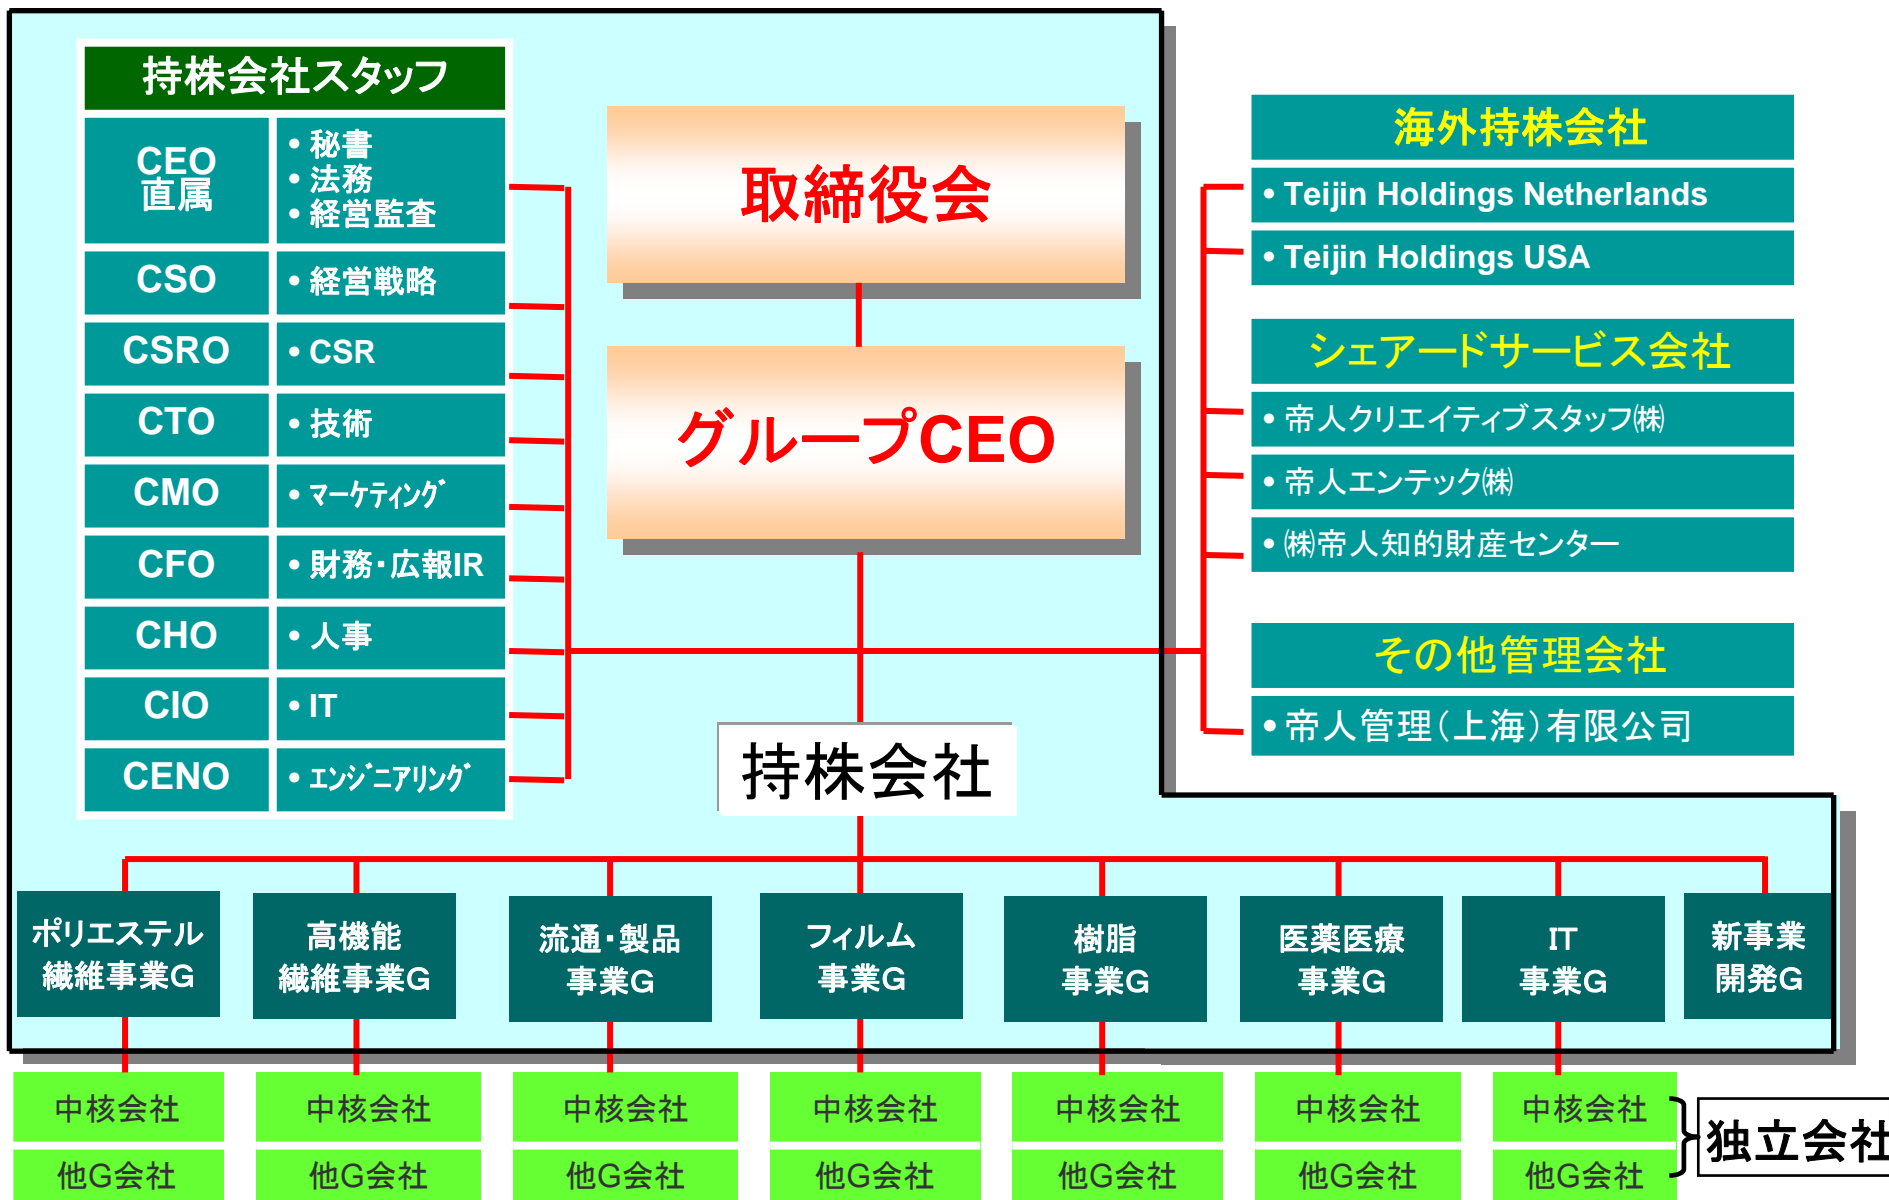 持株会社スタッフ
CEO
直属
• 秘書
• 法務
• 経営監査
CSO
• 経営戦略
CSRO
• CSR
CTO
• 技術
CMO
• ﾏｰｹﾃｨﾝｸﾞ
CFO
• 財務・広報IR
CHO
• 人事
CIO
• IT
CENO
• ｴﾝｼﾞﾆｱﾘﾝｸﾞ
取締役会
グループCEO
持株会社
海外持株会社
• Teijin Holdings Netherlands
• Teijin Holdings USA
シェアードサービス会社
• 帝人クリエイティブスタッフ㈱
• 帝人エンテック㈱
• ㈱帝人知的財産センター
その他管理会社
• 帝人管理（上海）有限公司
ポリエステル
繊維事業Ｇ
高機能
繊維事業Ｇ
流通・製品
事業Ｇ
フィルム
事業Ｇ
樹脂
事業Ｇ
医薬医療
事業Ｇ
IT
事業Ｇ
新事業
開発Ｇ
中核会社
中核会社
中核会社
中核会社
中核会社
中核会社
中核会社
他G会社
他G会社
他G会社
他G会社
他G会社
他G会社
他G会社
独立会社